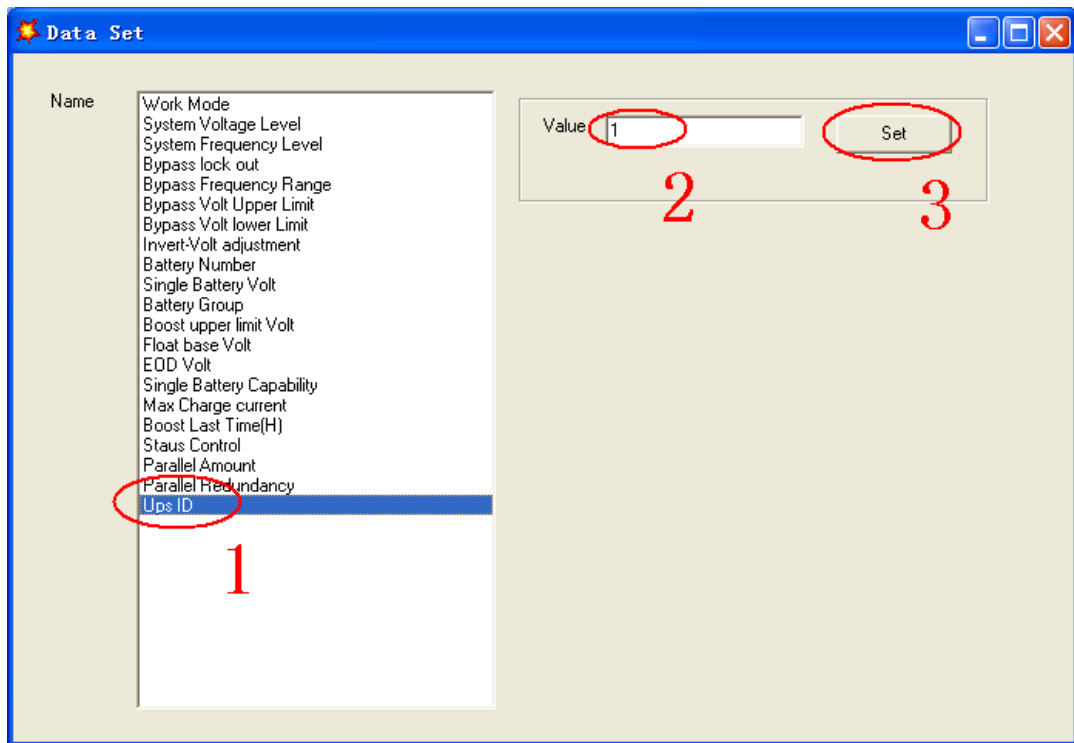 Data Set
Name
Work Mode
System Voltage Level
System Frequency Level
Bypass lock out
Bypass Frequency Range
Bypass Volt Upper Limit
Bypass Volt lower Limit
Invert-Volt adjustment
Battery Number
Single Battery Volt
Battery Group
Boost upper limit Volt
Float base Volt
EOD Volt
Single Battery Capability
Max Charge current
Boost Last Time(H)
Staus Control
Parallel Amount
Parallel Redundancy
Ups ID
1
Value 1 Set
2 3